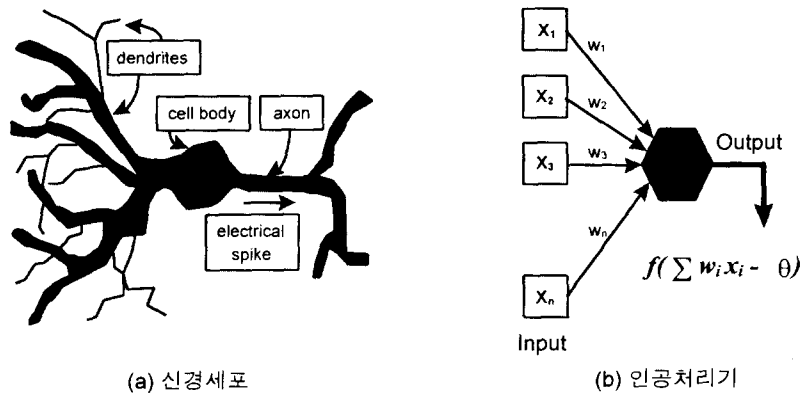 dendrites
cell body
axon
electrical
spike
(a) 신경세포
X₁
X₂
X₃
Xₙ
w₁
w₂
w₃
wₙ
Output
f(∑ wᵢxᵢ - θ)
Input
(b) 인공처리기